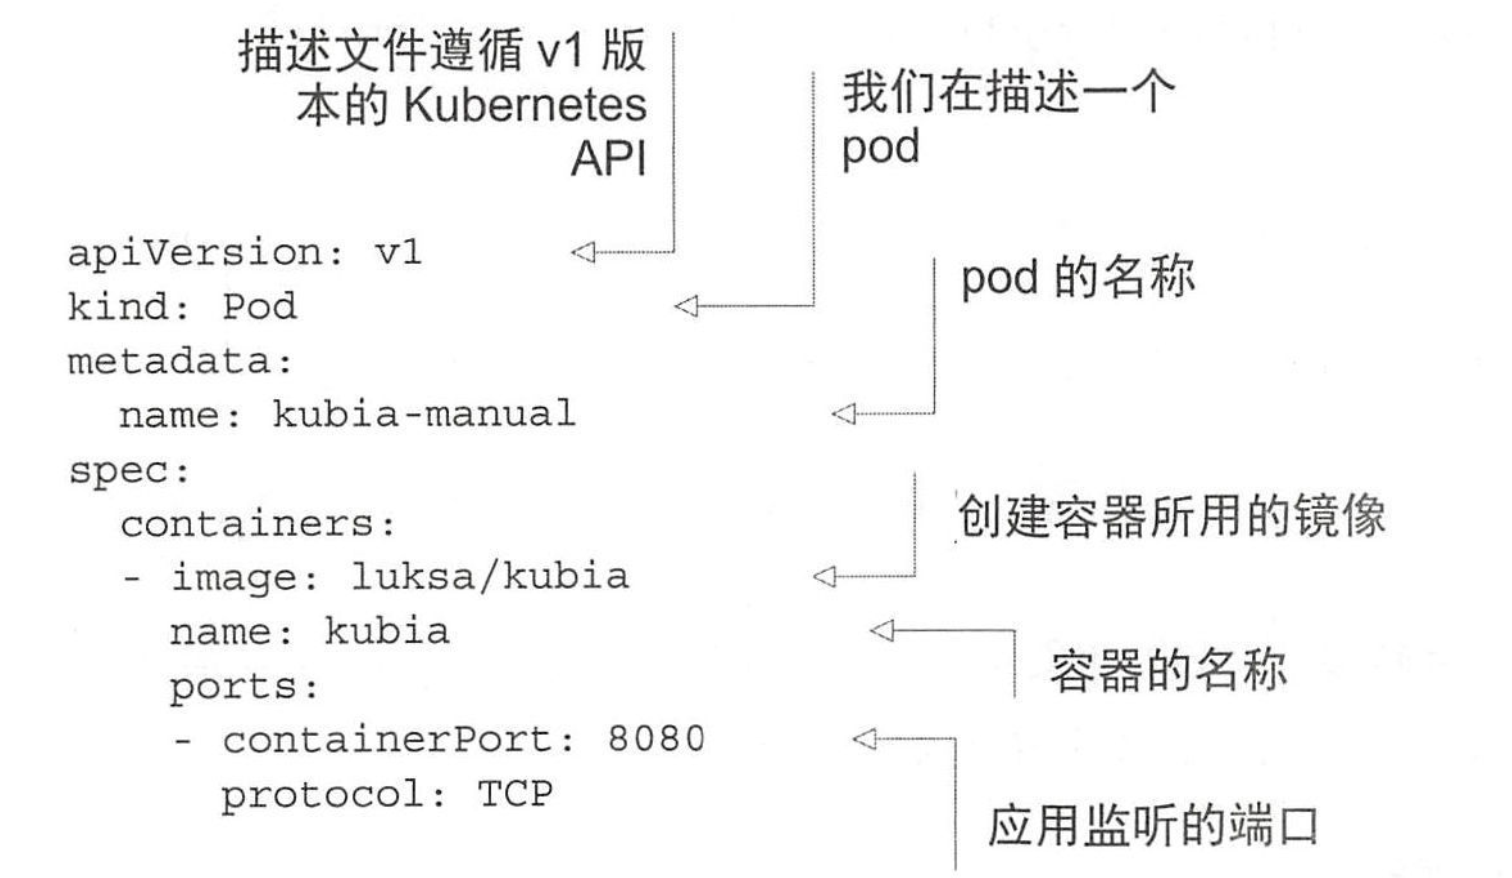 描述文件遵循 v1 版
本的 Kubernetes
API
我们在描述一个
pod
apiVersion: v1
kind: Pod
pod 的名称
metadata:
  name: kubia-manual
spec:
  containers:
创建容器所用的镜像
  - image: luksa/kubia
    name: kubia
容器的名称
    ports:
    - containerPort: 8080
      protocol: TCP
应用监听的端口